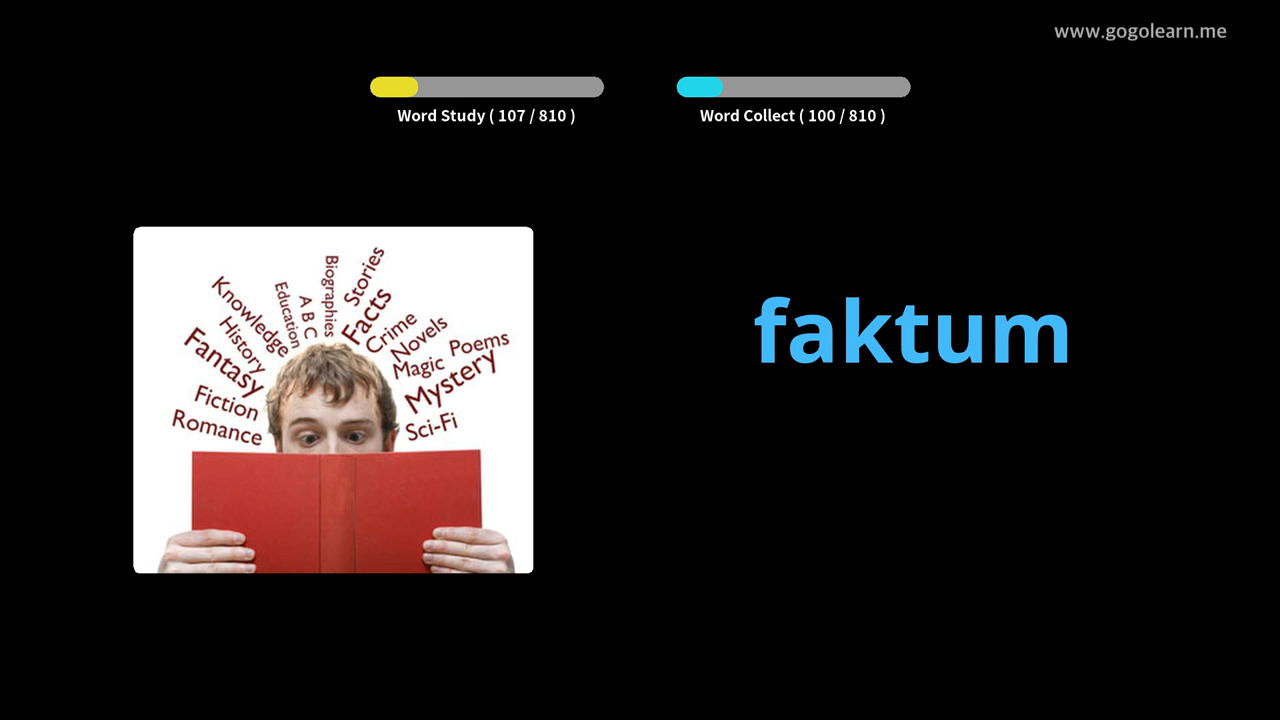 www.gogolearn.me
Word Study ( 107 / 810 )
Word Collect ( 100 / 810 )
Romance
Fiction
Fantasy
History
Knowledge
Education
A B C
Biographies
Stories
Facts
Crime
Novels
Magic
Poems
Mystery
Sci-Fi
faktum